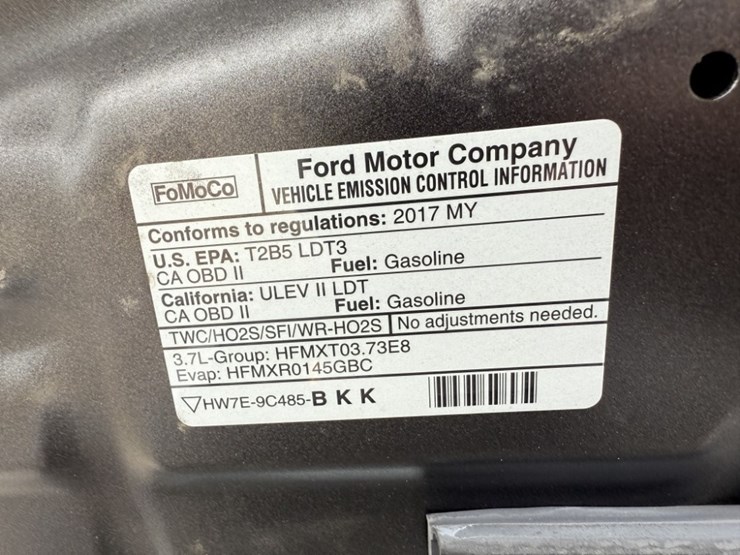 FoMoCo
Ford Motor Company
VEHICLE EMISSION CONTROL INFORMATION
Conforms to regulations: 2017 MY
U.S. EPA: T2B5 LDT3
CA OBD II Fuel: Gasoline
California: ULEV II LDT
CA OBD II Fuel: Gasoline
TWC/HO2S/SFI/WR-HO2S No adjustments needed.
3.7L-Group: HFMXT03.73E8
Evap: HFMXR0145GBC
HW7E-9C485-B K K